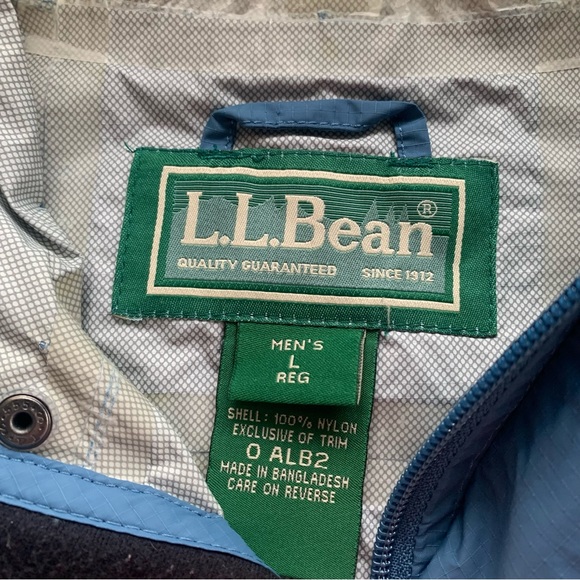 L.L.Bean®
QUALITY GUARANTEED SINCE 1912
MEN'S
L
REG
SHELL: 100% NYLON
EXCLUSIVE OF TRIM
0 ALB2
MADE IN BANGLADESH
CARE ON REVERSE